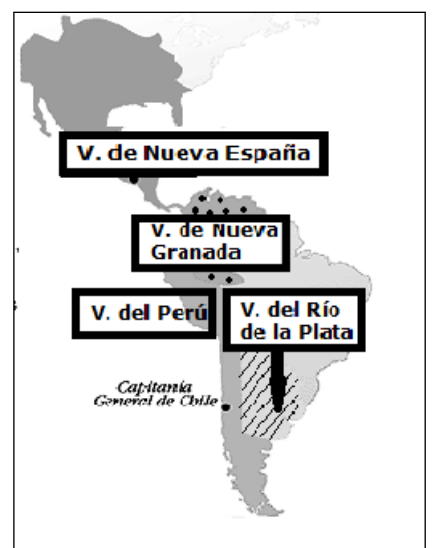 V. de Nueva España
V. de Nueva
Granada
V. del Perú
V. del Río
de la Plata
Capitanía
General de Chile